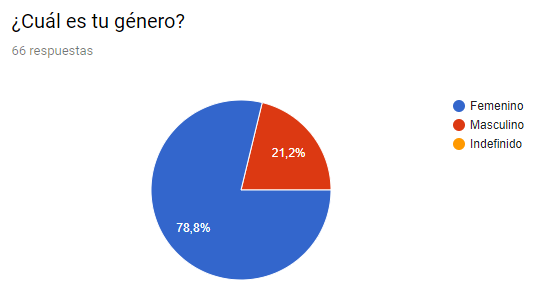 ¿Cuál es tu género?
66 respuestas
Femenino
Masculino
Indefinido
21,2%
78,8%